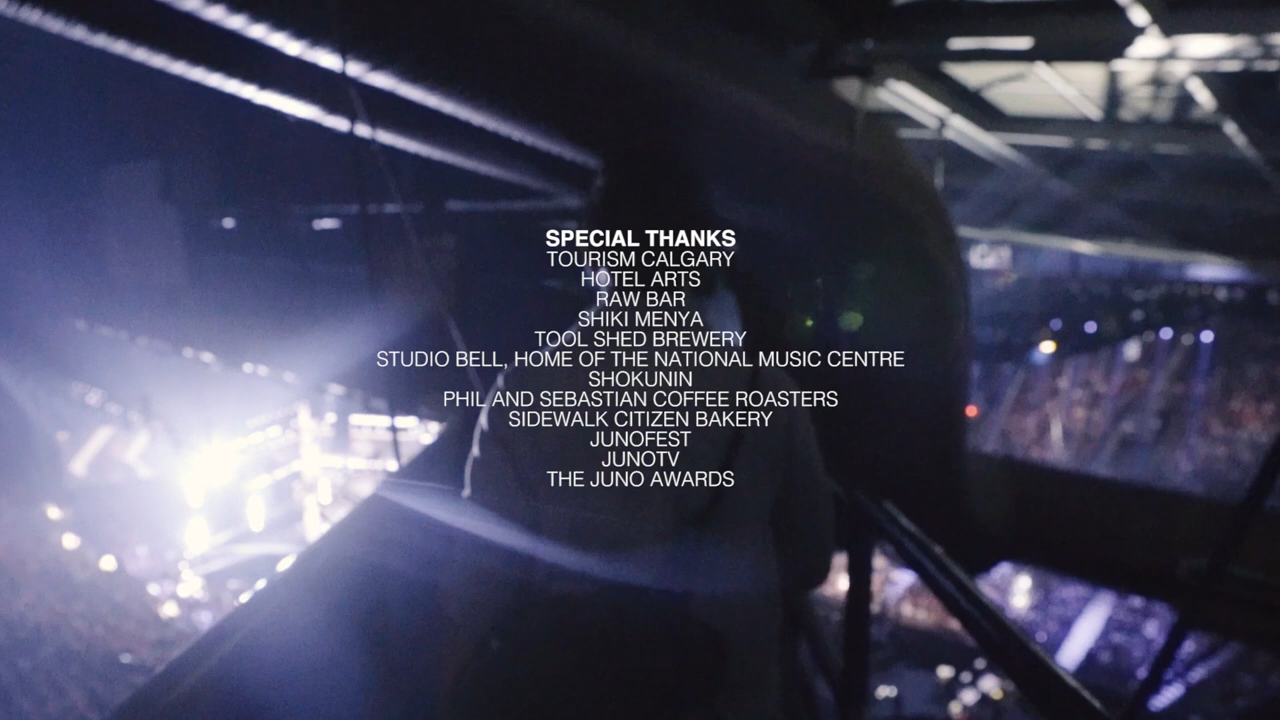 SPECIAL THANKS
TOURISM CALGARY
HOTEL ARTS
RAW BAR
SHIKI MENYA
TOOL SHED BREWERY
STUDIO BELL, HOME OF THE NATIONAL MUSIC CENTRE
SHOKUNIN
PHIL AND SEBASTIAN COFFEE ROASTERS
SIDEWALK CITIZEN BAKERY
JUNOFEST
JUNOTV
THE JUNO AWARDS